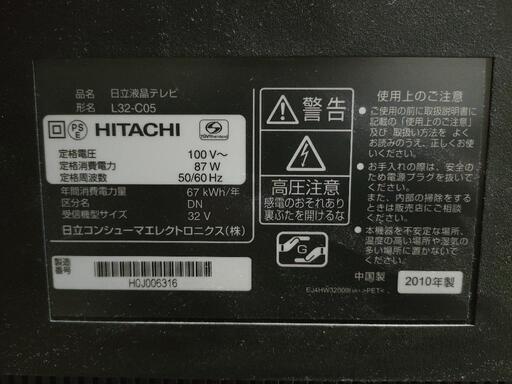 品名 日立液晶テレビ
形名 L32-C05
PS
E
HITACHI
定格電圧 100V～
定格消費電力 87 W
定格周波数 50/60 Hz
年間消費電力量 67 kWh/年
区分名 DN
受信機型サイズ 32 V
日立コンシューマエレクトロニクス(株)
製造
番号
HGJ006316
警告
高圧注意
感電のおそれあり
裏ぶたを開けるな
G
使用上のご注意
●ご使用の前に取扱説明書に
記載の「使用上のご注意」
及び、取り扱い方法を よく
お読みのうえ、正しくお使
いください。
●お手入れの際は、安全のた
め電源プラグを抜いてくだ
さい。
また、内部の掃除をする
ときは販売店にご相談
ください。
●本機器を不安定な場所、
温度の高い場所や湿気の
多い場所に置かないで
ください。
中国製
2010年製